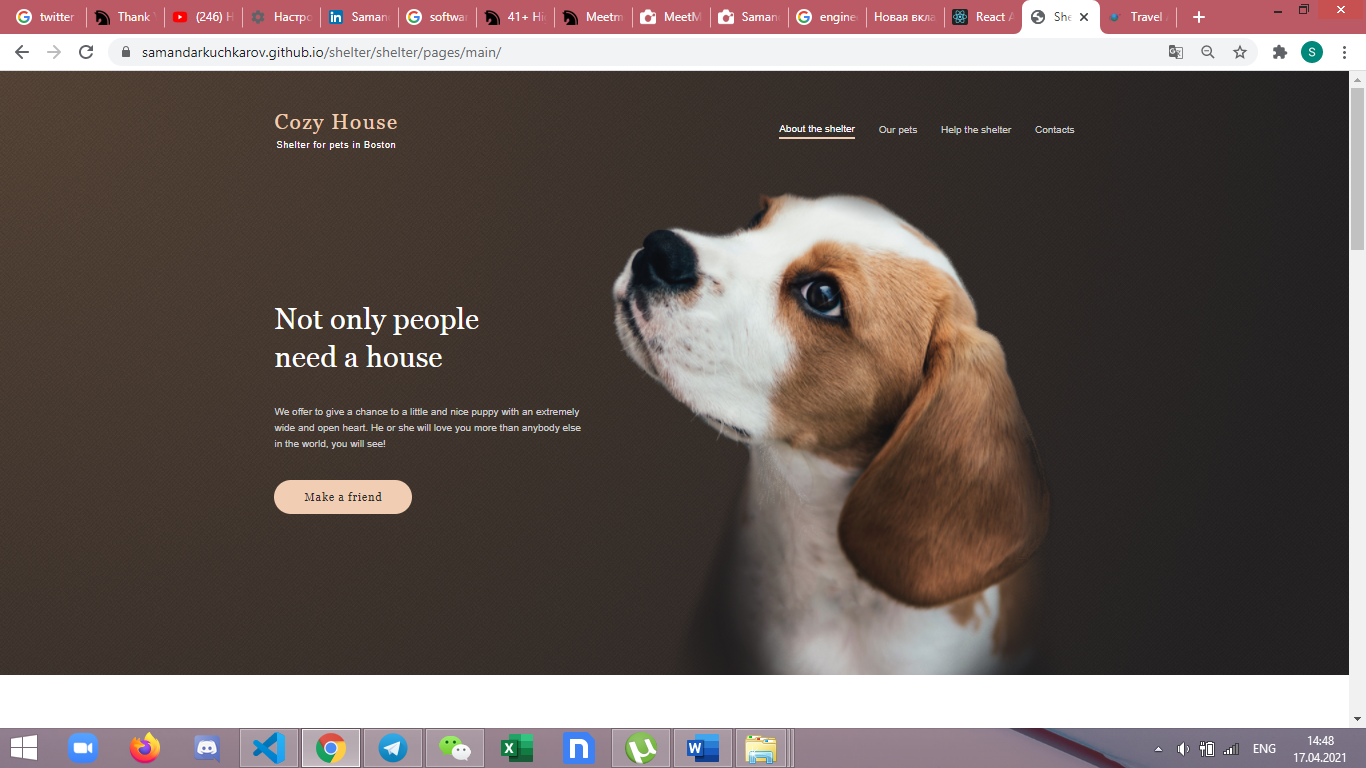 twitter
Thank
(246) H
Настро
Saman
softwa
41+ Hi
Meetm
MeetM
Saman
engine
Новая вкла
React A
She
Travel
samandarkuchkarov.github.io/shelter/shelter/pages/main/
S
Cozy House
Shelter for pets in Boston
About the shelter
Our pets
Help the shelter
Contacts
Not only people
need a house
We offer to give a chance to a little and nice puppy with an extremely
wide and open heart. He or she will love you more than anybody else
in the world, you will see!
Make a friend
ENG
14:48
17.04.2021